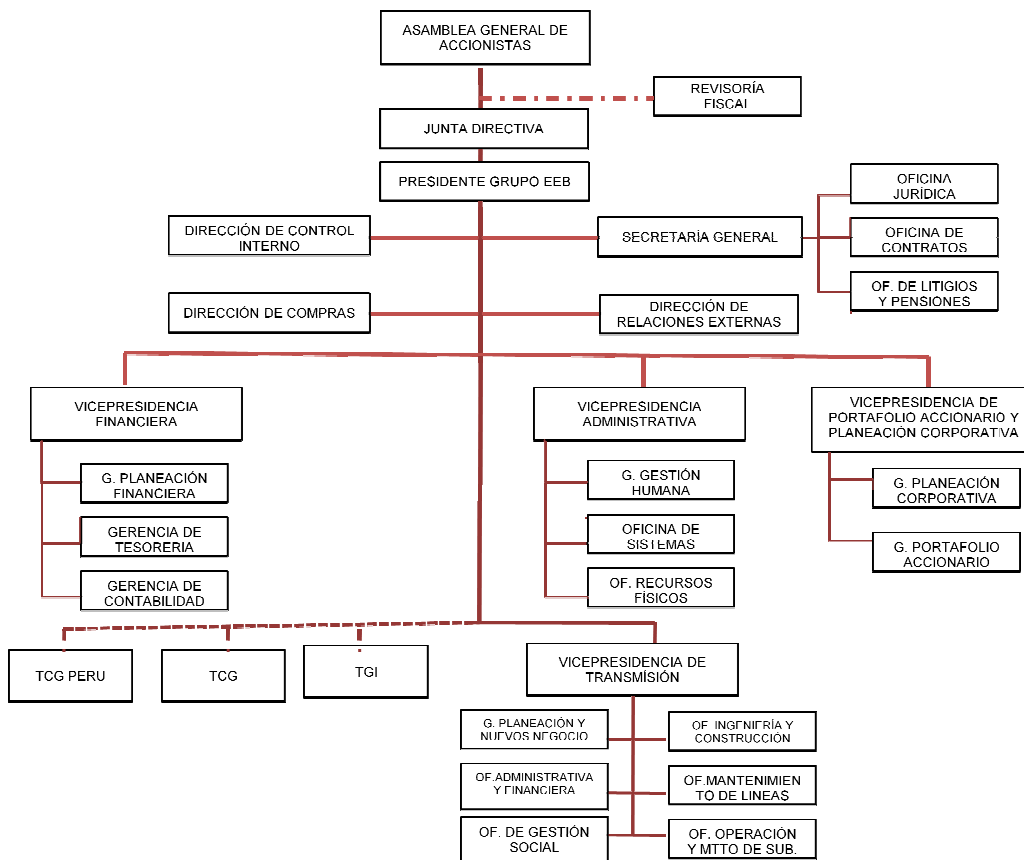 ASAMBLEA GENERAL DE
ACCIONISTAS
REVISORÍA
FISCAL
JUNTA DIRECTIVA
PRESIDENTE GRUPO EEB
OFICINA
JURÍDICA
DIRECCIÓN DE CONTROL
INTERNO
SECRETARÍA GENERAL
OFICINA DE
CONTRATOS
OF. DE LITIGIOS
Y PENSIONES
DIRECCIÓN DE COMPRAS
DIRECCIÓN DE
RELACIONES EXTERNAS
VICEPRESIDENCIA
FINANCIERA
VICEPRESIDENCIA
ADMINISTRATIVA
VICEPRESIDENCIA DE
PORTAFOLIO ACCIONARIO Y
PLANEACIÓN CORPORATIVA
G. PLANEACIÓN
FINANCIERA
G. GESTIÓN
HUMANA
G. PLANEACIÓN
CORPORATIVA
GERENCIA DE
TESORERIA
OFICINA DE
SISTEMAS
G. PORTAFOLIO
ACCIONARIO
GERENCIA DE
CONTABILIDAD
OF. RECURSOS
FÍSICOS
TCG PERU
TCG
TGI
VICEPRESIDENCIA DE
TRANSMÍSIÓN
G. PLANEACIÓN Y
NUEVOS NEGOCIO
OF. INGENIERÍA Y
CONSTRUCCIÓN
OF.ADMINISTRATIVA
Y FINANCIERA
OF.MANTENIMIEN
TO DE LINEAS
OF. DE GESTIÓN
SOCIAL
OF. OPERACIÓN
Y MTTO DE SUB.